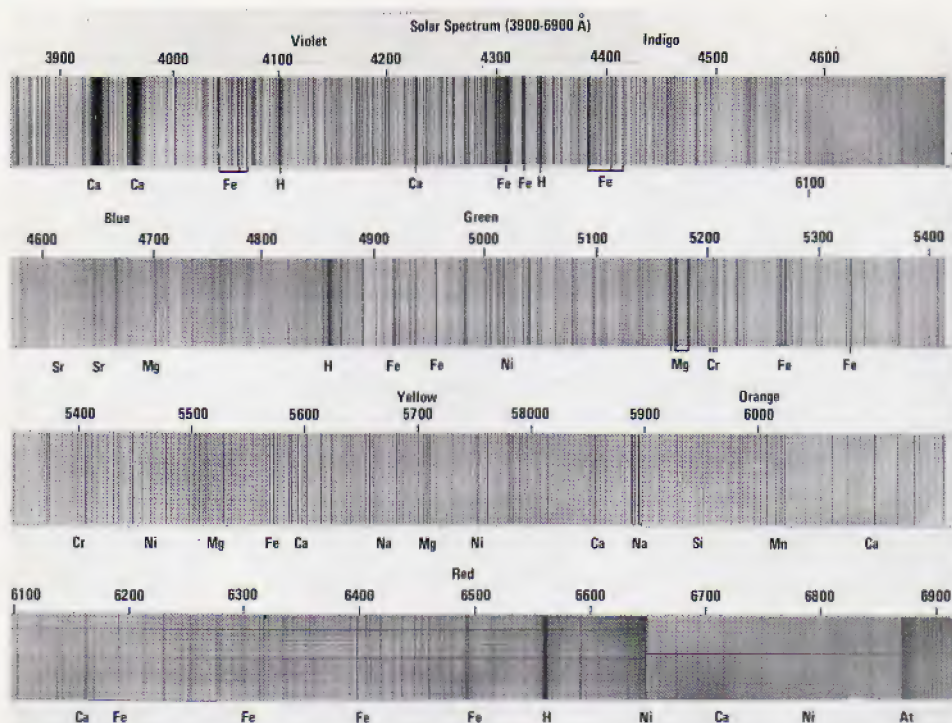 Solar Spectrum (3900-6900 Å)
Violet Indigo
3900 4000 4100 4200 4300 4400 4500 4600
Ca Ca Fe H Ca Fe Fe H Fe
6100
Blue Green
4600 4700 4800 4900 5000 5100 5200 5300 5400
Sr Sr Mg H Fe Fe Ni Mg Cr Fe Fe
Yellow Orange
5400 5500 5600 5700 58000 5900 6000
Cr Ni Mg Fe Ca Na Mg Ni Ca Na Si Mn Ca
Red
6100 6200 6300 6400 6500 6600 6700 6800 6900
Ca Fe Fe Fe Fe H Ni Ca Ni At